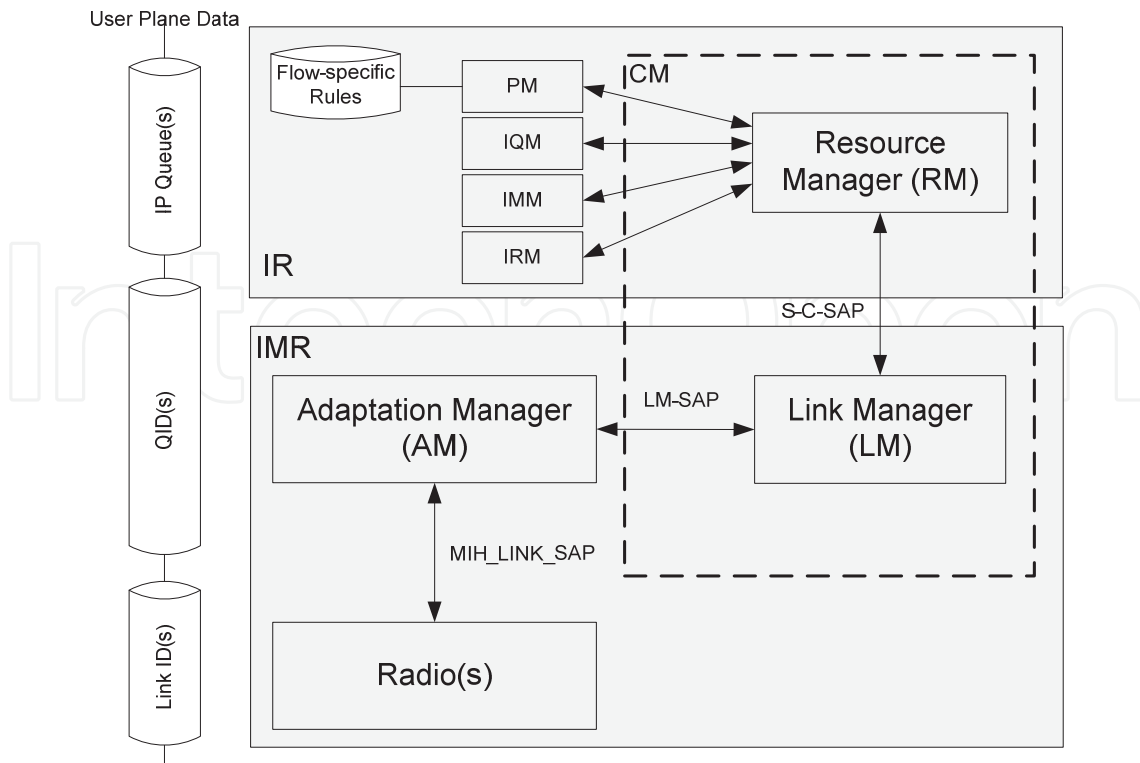 User Plane Data
Flow-specific
Rules
PM
IQM
IMM
IRM
CM
Resource
Manager (RM)
IR
IP Queue(s)
S-C-SAP
IMR
Adaptation Manager
(AM)
LM-SAP
Link Manager
(LM)
QID(s)
MIH_LINK_SAP
Radio(s)
Link ID(s)
IntechOpen